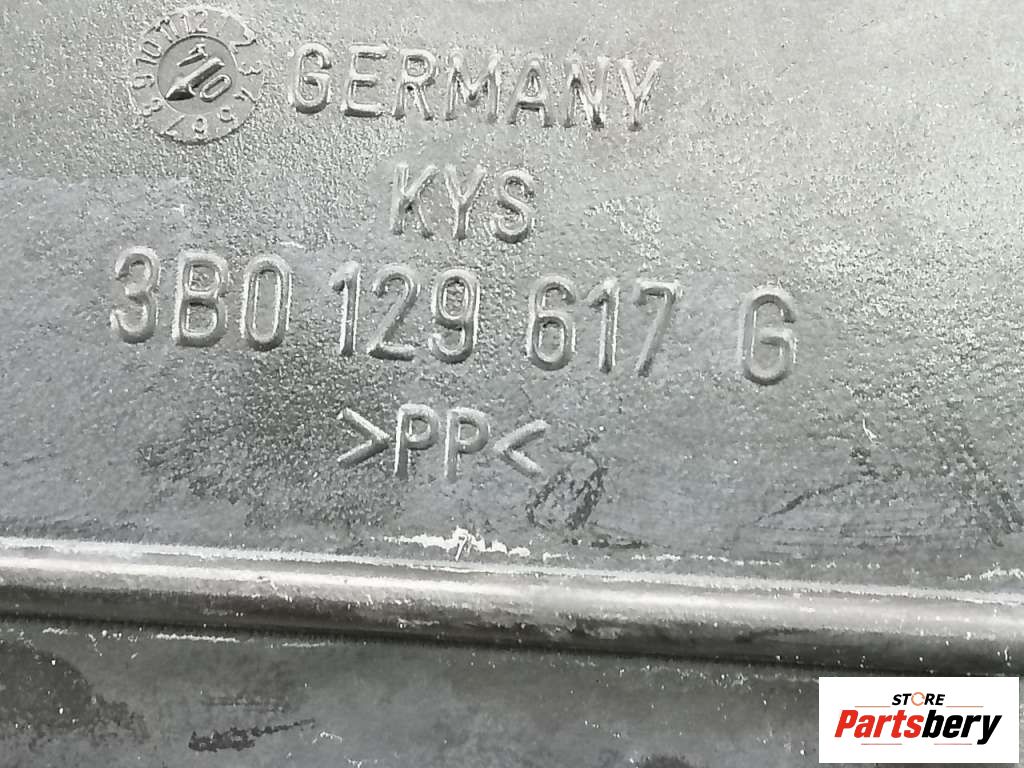 GERMANY
KYS
3B0 129 617 G
>PP<
STORE
Partsbery